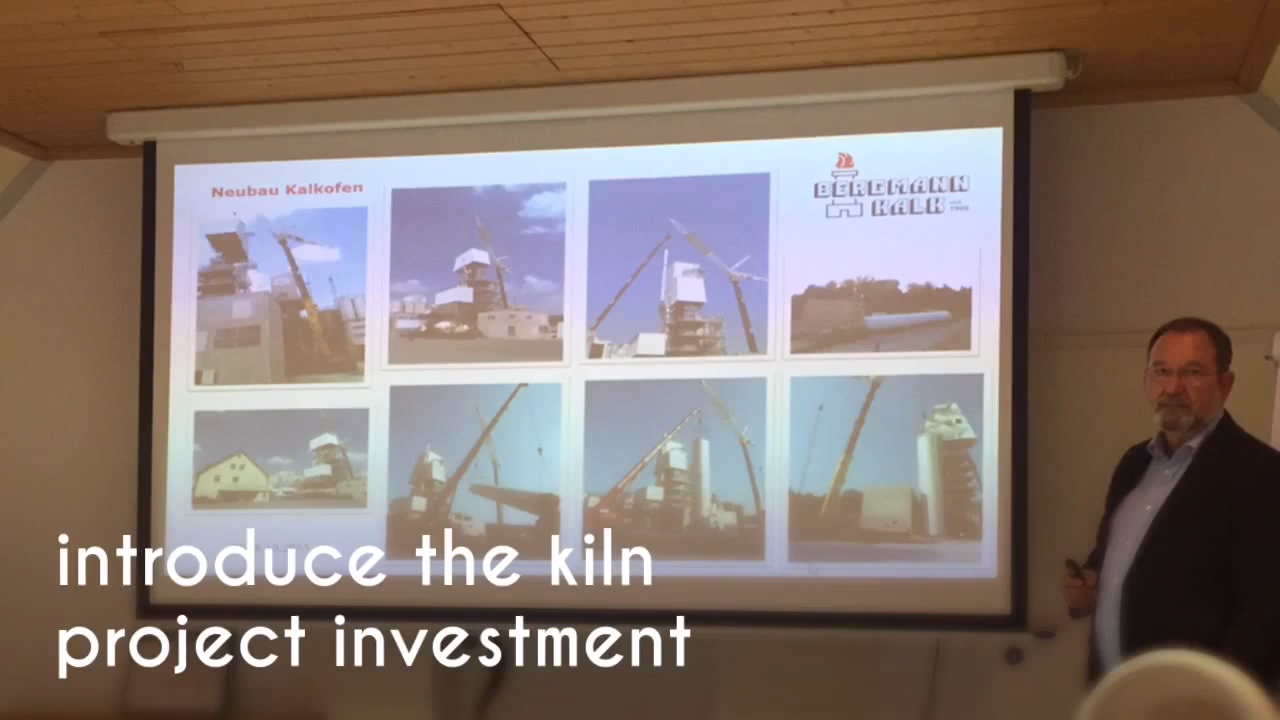 Neubau Kalkofen
BERGMANN
KALK
introduce the kiln
project investment